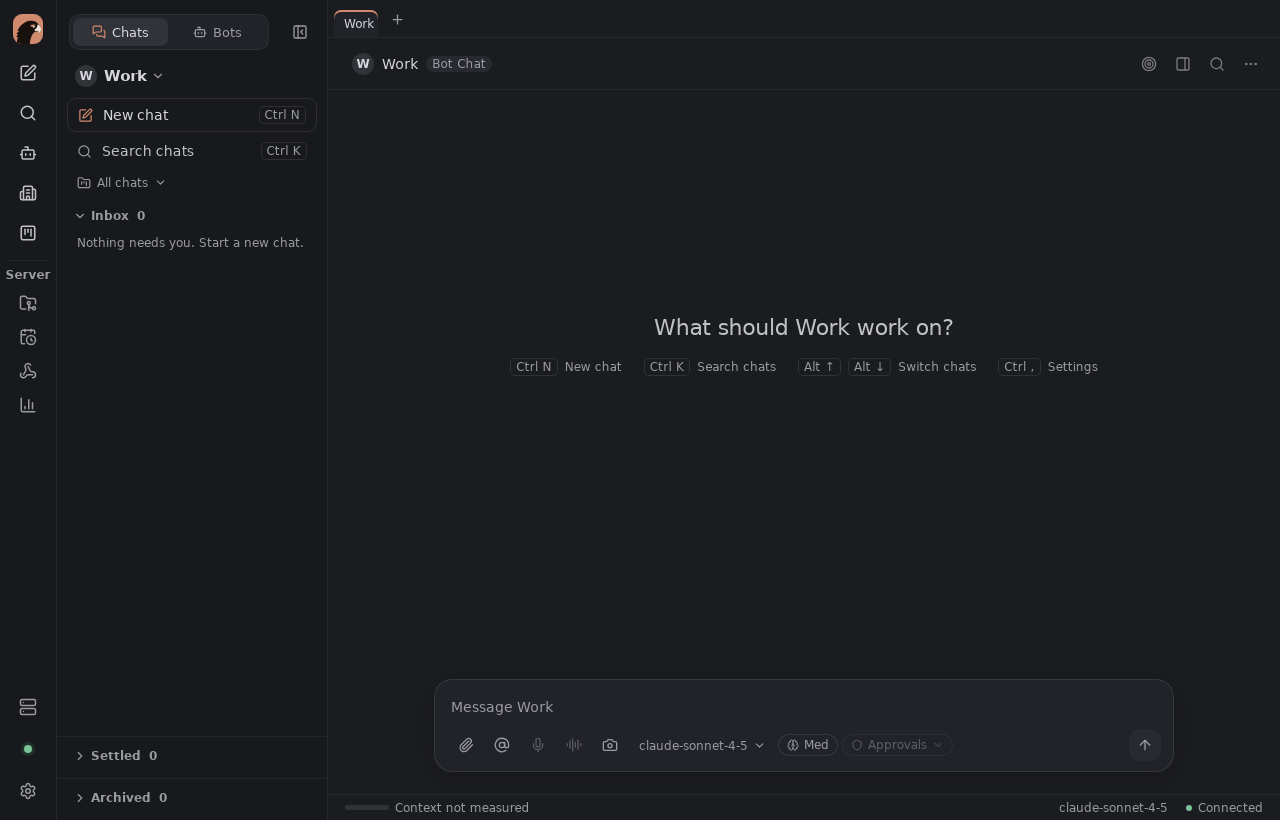 Chats
Bots
Work
New chat
Ctrl N
Search chats
Ctrl K
All chats
Inbox 0
Nothing needs you. Start a new chat.
Server
Settled 0
Archived 0
Work
W Work Bot Chat
W
What should Work work on?
Ctrl N New chat Ctrl K Search chats Alt ↑ Alt ↓ Switch chats Ctrl , Settings
Message Work
claude-sonnet-4-5 Med Approvals
Context not measured
claude-sonnet-4-5 Connected